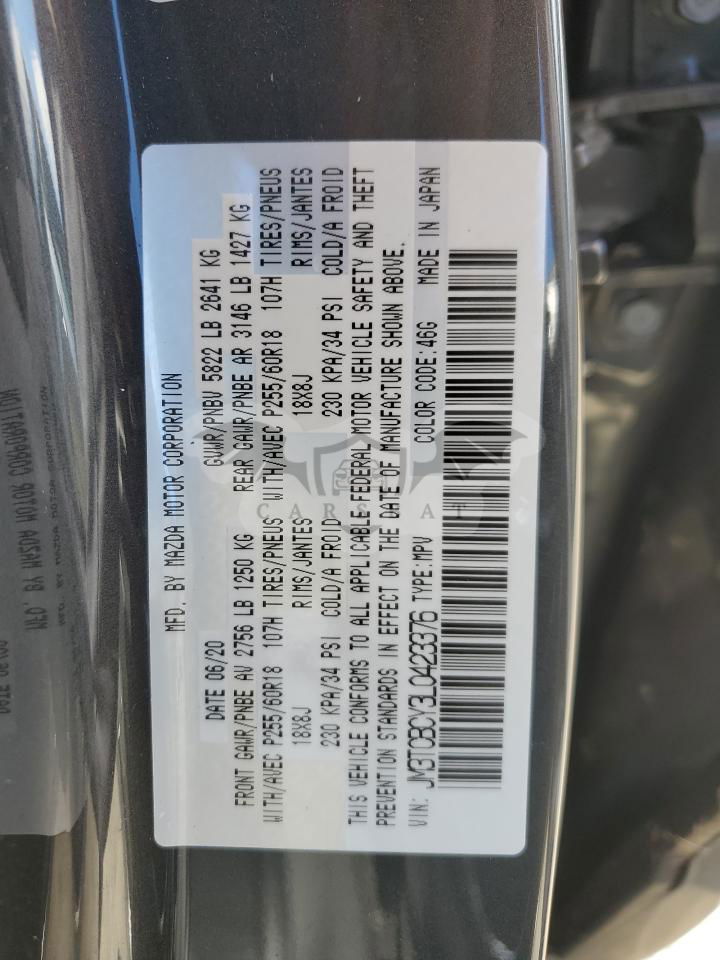 MFD. BY MAZDA MOTOR CORPORATION
DATE 06/20 GVWR/PNBV 5822 LB 2641 KG
FRONT GAWR/PNBE AV 2756 LB 1250 KG REAR GAWR/PNBE AR 3146 LB 1427 KG
WITH/AVEC P255/60R18 107H TIRES/PNEUS WITH/AVEC P255/60R18 107H TIRES/PNEUS
18X8J RIMS/JANTES 18X8J RIMS/JANTES
230 KPA/34 PSI COLD/A FROID 230 KPA/34 PSI COLD/A FROID
THIS VEHICLE CONFORMS TO ALL APPLICABLE FEDERAL MOTOR VEHICLE SAFETY AND THEFT
PREVENTION STANDARDS IN EFFECT ON THE DATE OF MANUFACTURE SHOWN ABOVE.
VIN: JM3TCBCY3L0423376 TYPE:MPV COLOR CODE:46G MADE IN JAPAN